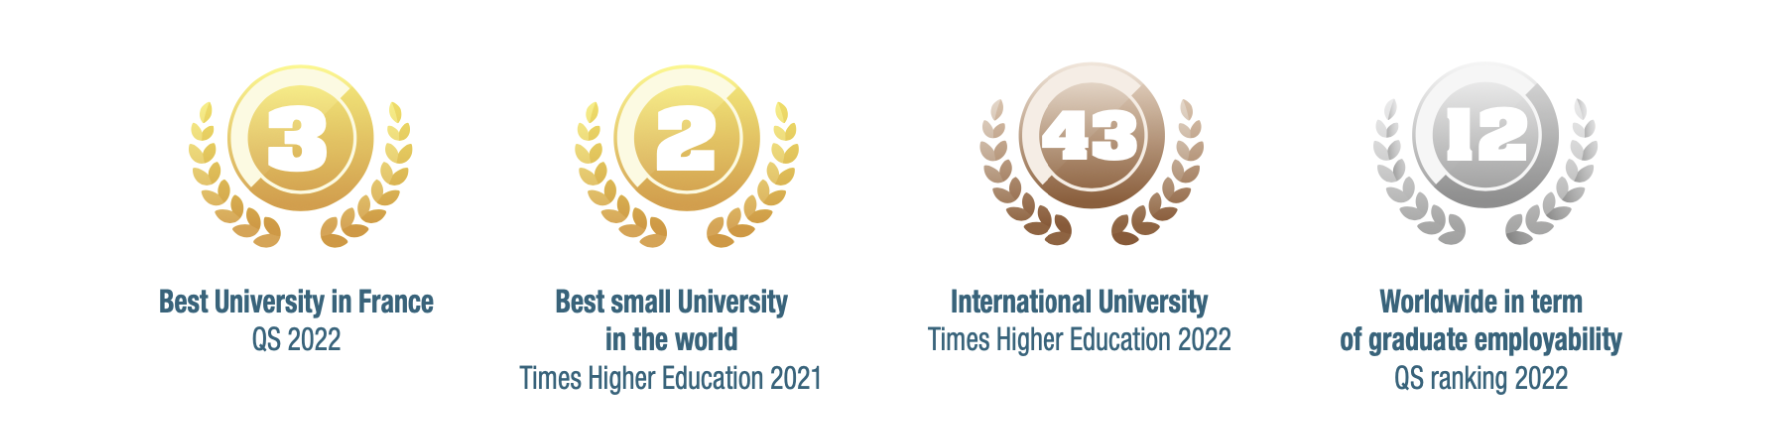 3
Best University in France
QS 2022
2
Best small University
in the world
Times Higher Education 2021
43
International University
Times Higher Education 2022
12
Worldwide in term
of graduate employability
QS ranking 2022